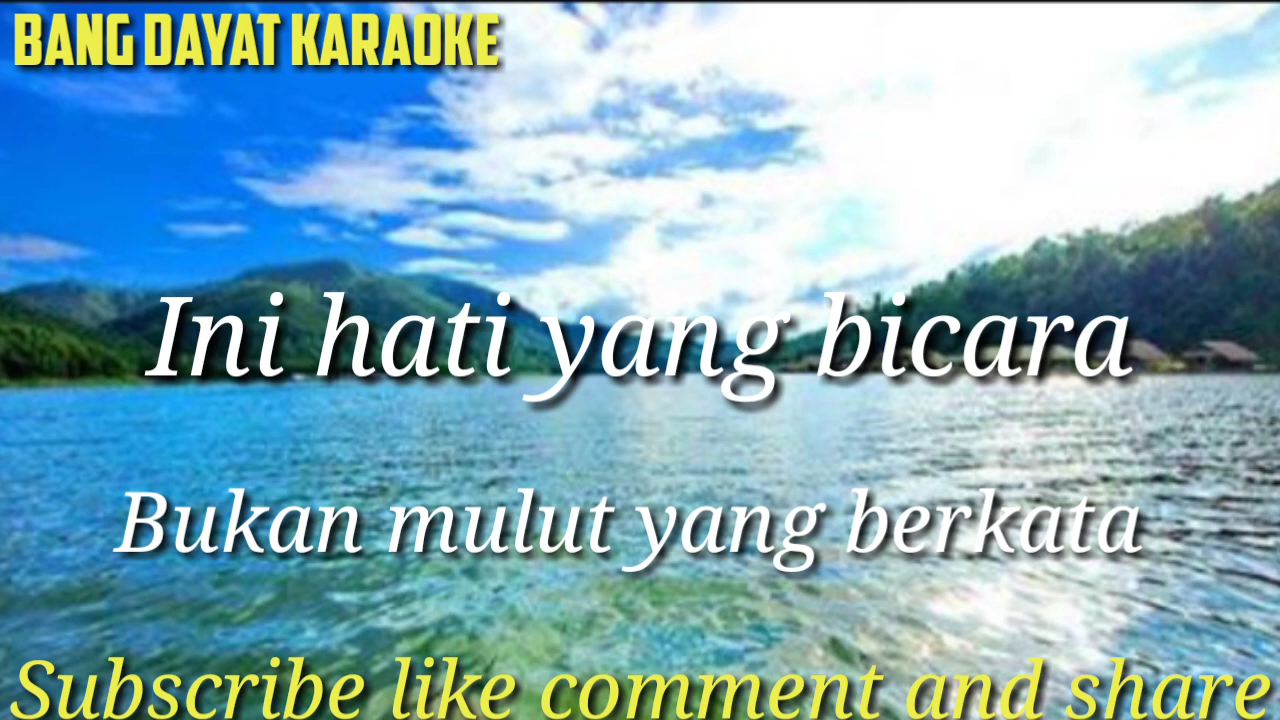 BANG DAYAT KARAOKE
Ini hati yang bicara
Bukan mulut yang berkata
Subscribe like comment and share